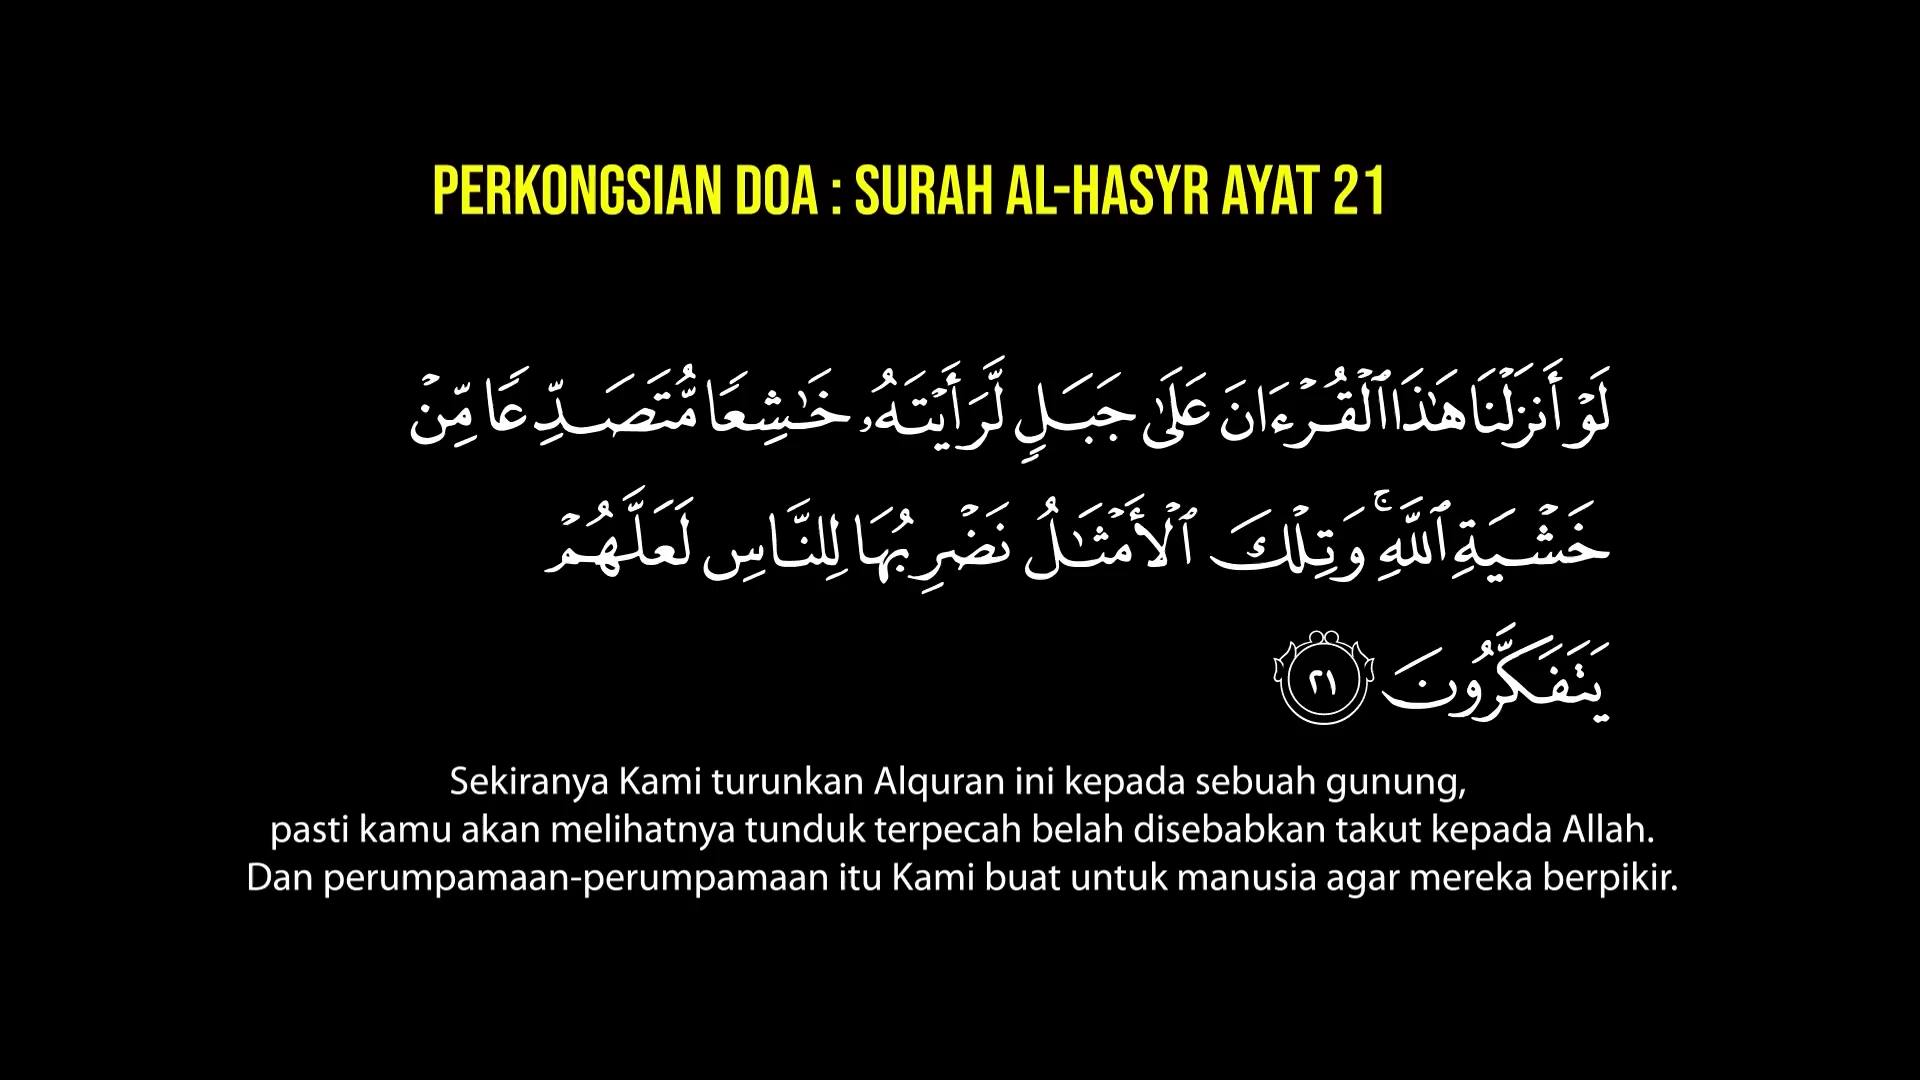 PERKONGSIAN DOA : SURAH AL-HASYR AYAT 21
لَوۡ أَنزَلۡنَا هَٰذَا ٱلۡقُرۡءَانَ عَلَىٰ جَبَلٖ لَّرَأَيۡتَهُۥ خَٰشِعٗا مُّتَصَدِّعٗا مِّنۡ
خَشۡيَةِ ٱللَّهِۚ وَتِلۡكَ ٱلۡأَمۡثَٰلُ نَضۡرِبُهَا لِلنَّاسِ لَعَلَّهُمۡ
يَتَفَكَّرُونَ ٢١
Sekiranya Kami turunkan Alquran ini kepada sebuah gunung,
pasti kamu akan melihatnya tunduk terpecah belah disebabkan takut kepada Allah.
Dan perumpamaan-perumpamaan itu Kami buat untuk manusia agar mereka berpikir.